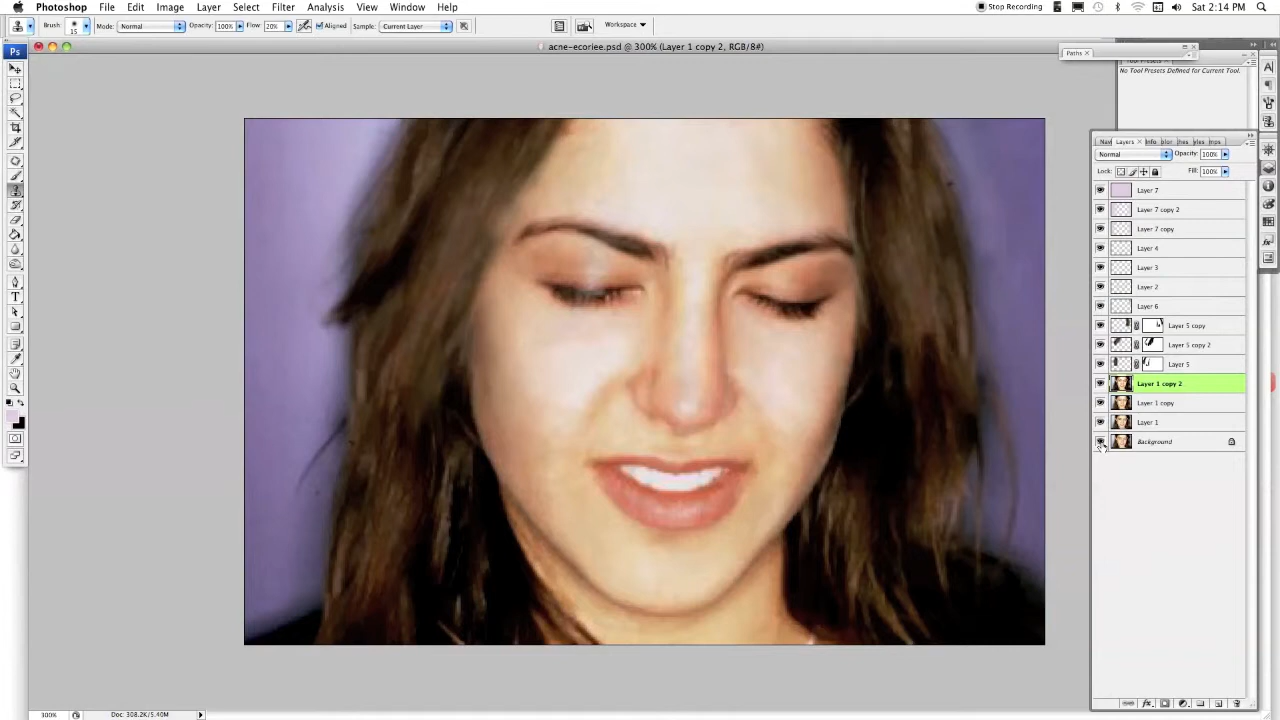 Photoshop File Edit Image Layer Select Filter Analysis View Window Help Stop Recording Sat 2:14 PM
Brush: 15 Mode: Normal Opacity: 100% Flow: 20% Aligned Sample: Current Layer Workspace
acne-ecoriee.psd @ 300% (Layer 1 copy 2, RGB/8#)
Paths
Ps
No Tool Presets Defined for Current Tool.
Nav Layers Info
Normal Opacity: 100%
Lock: Fill: 100%
Layer 7
Layer 7 copy 2
Layer 7 copy
Layer 4
Layer 3
Layer 2
Layer 6
Layer 5 copy
Layer 5 copy 2
Layer 5
Layer 1 copy 2
Layer 1 copy
Layer 1
Background
300% Doc: 308.2K/5.40M